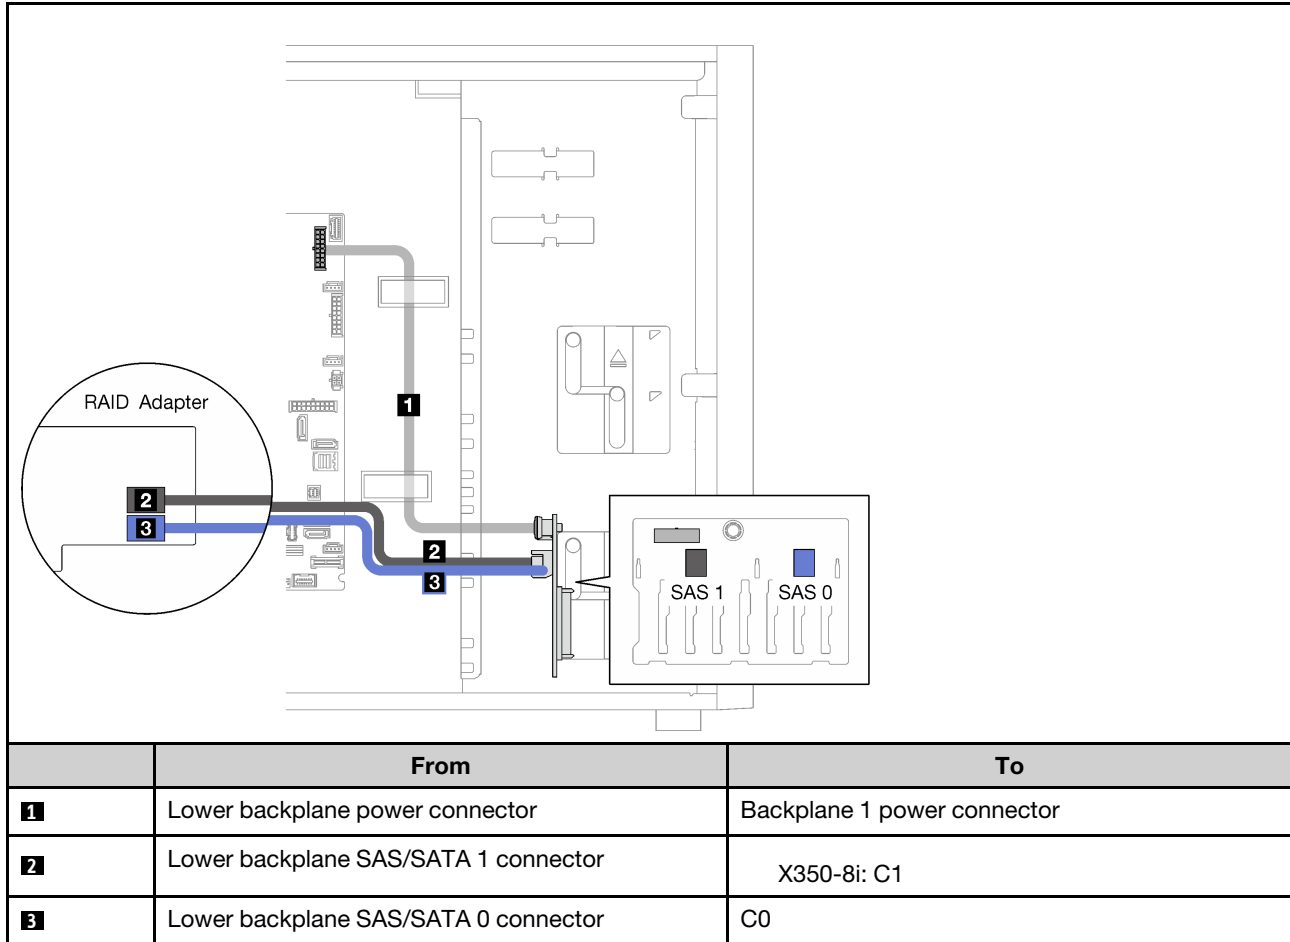 RAID Adapter
1
2
3
2
3
SAS 1 SAS 0
From To
1 Lower backplane power connector Backplane 1 power connector
2 Lower backplane SAS/SATA 1 connector X350-8i: C1
3 Lower backplane SAS/SATA 0 connector C0